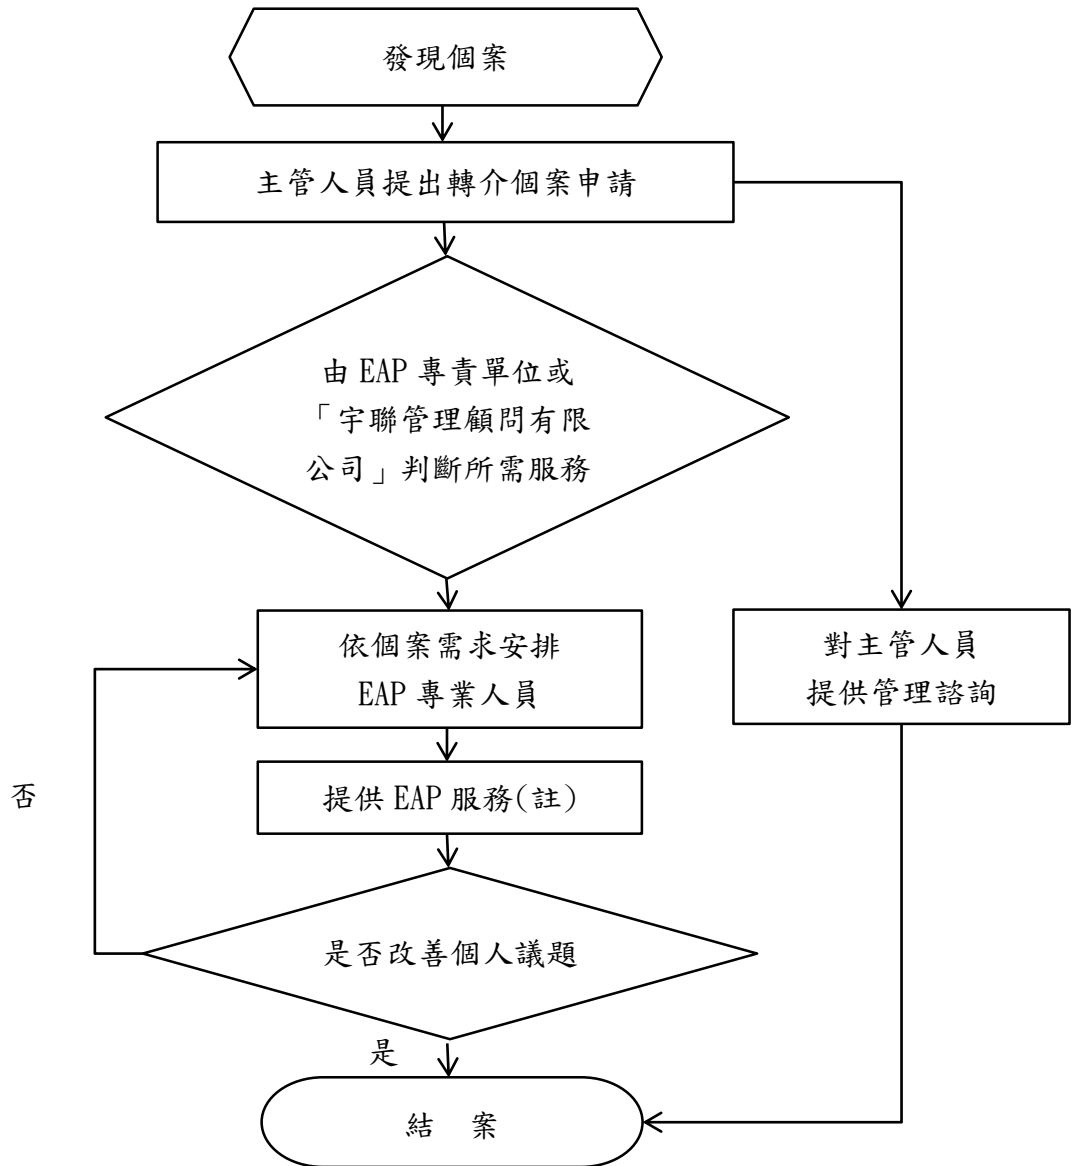 發現個案
主管人員提出轉介個案申請
由 EAP 專責單位或
「宇聯管理顧問有限
公司」判斷所需服務
依個案需求安排
EAP 專業人員
對主管人員
提供管理諮詢
否
提供 EAP 服務(註)
是否改善個人議題
是
結　案